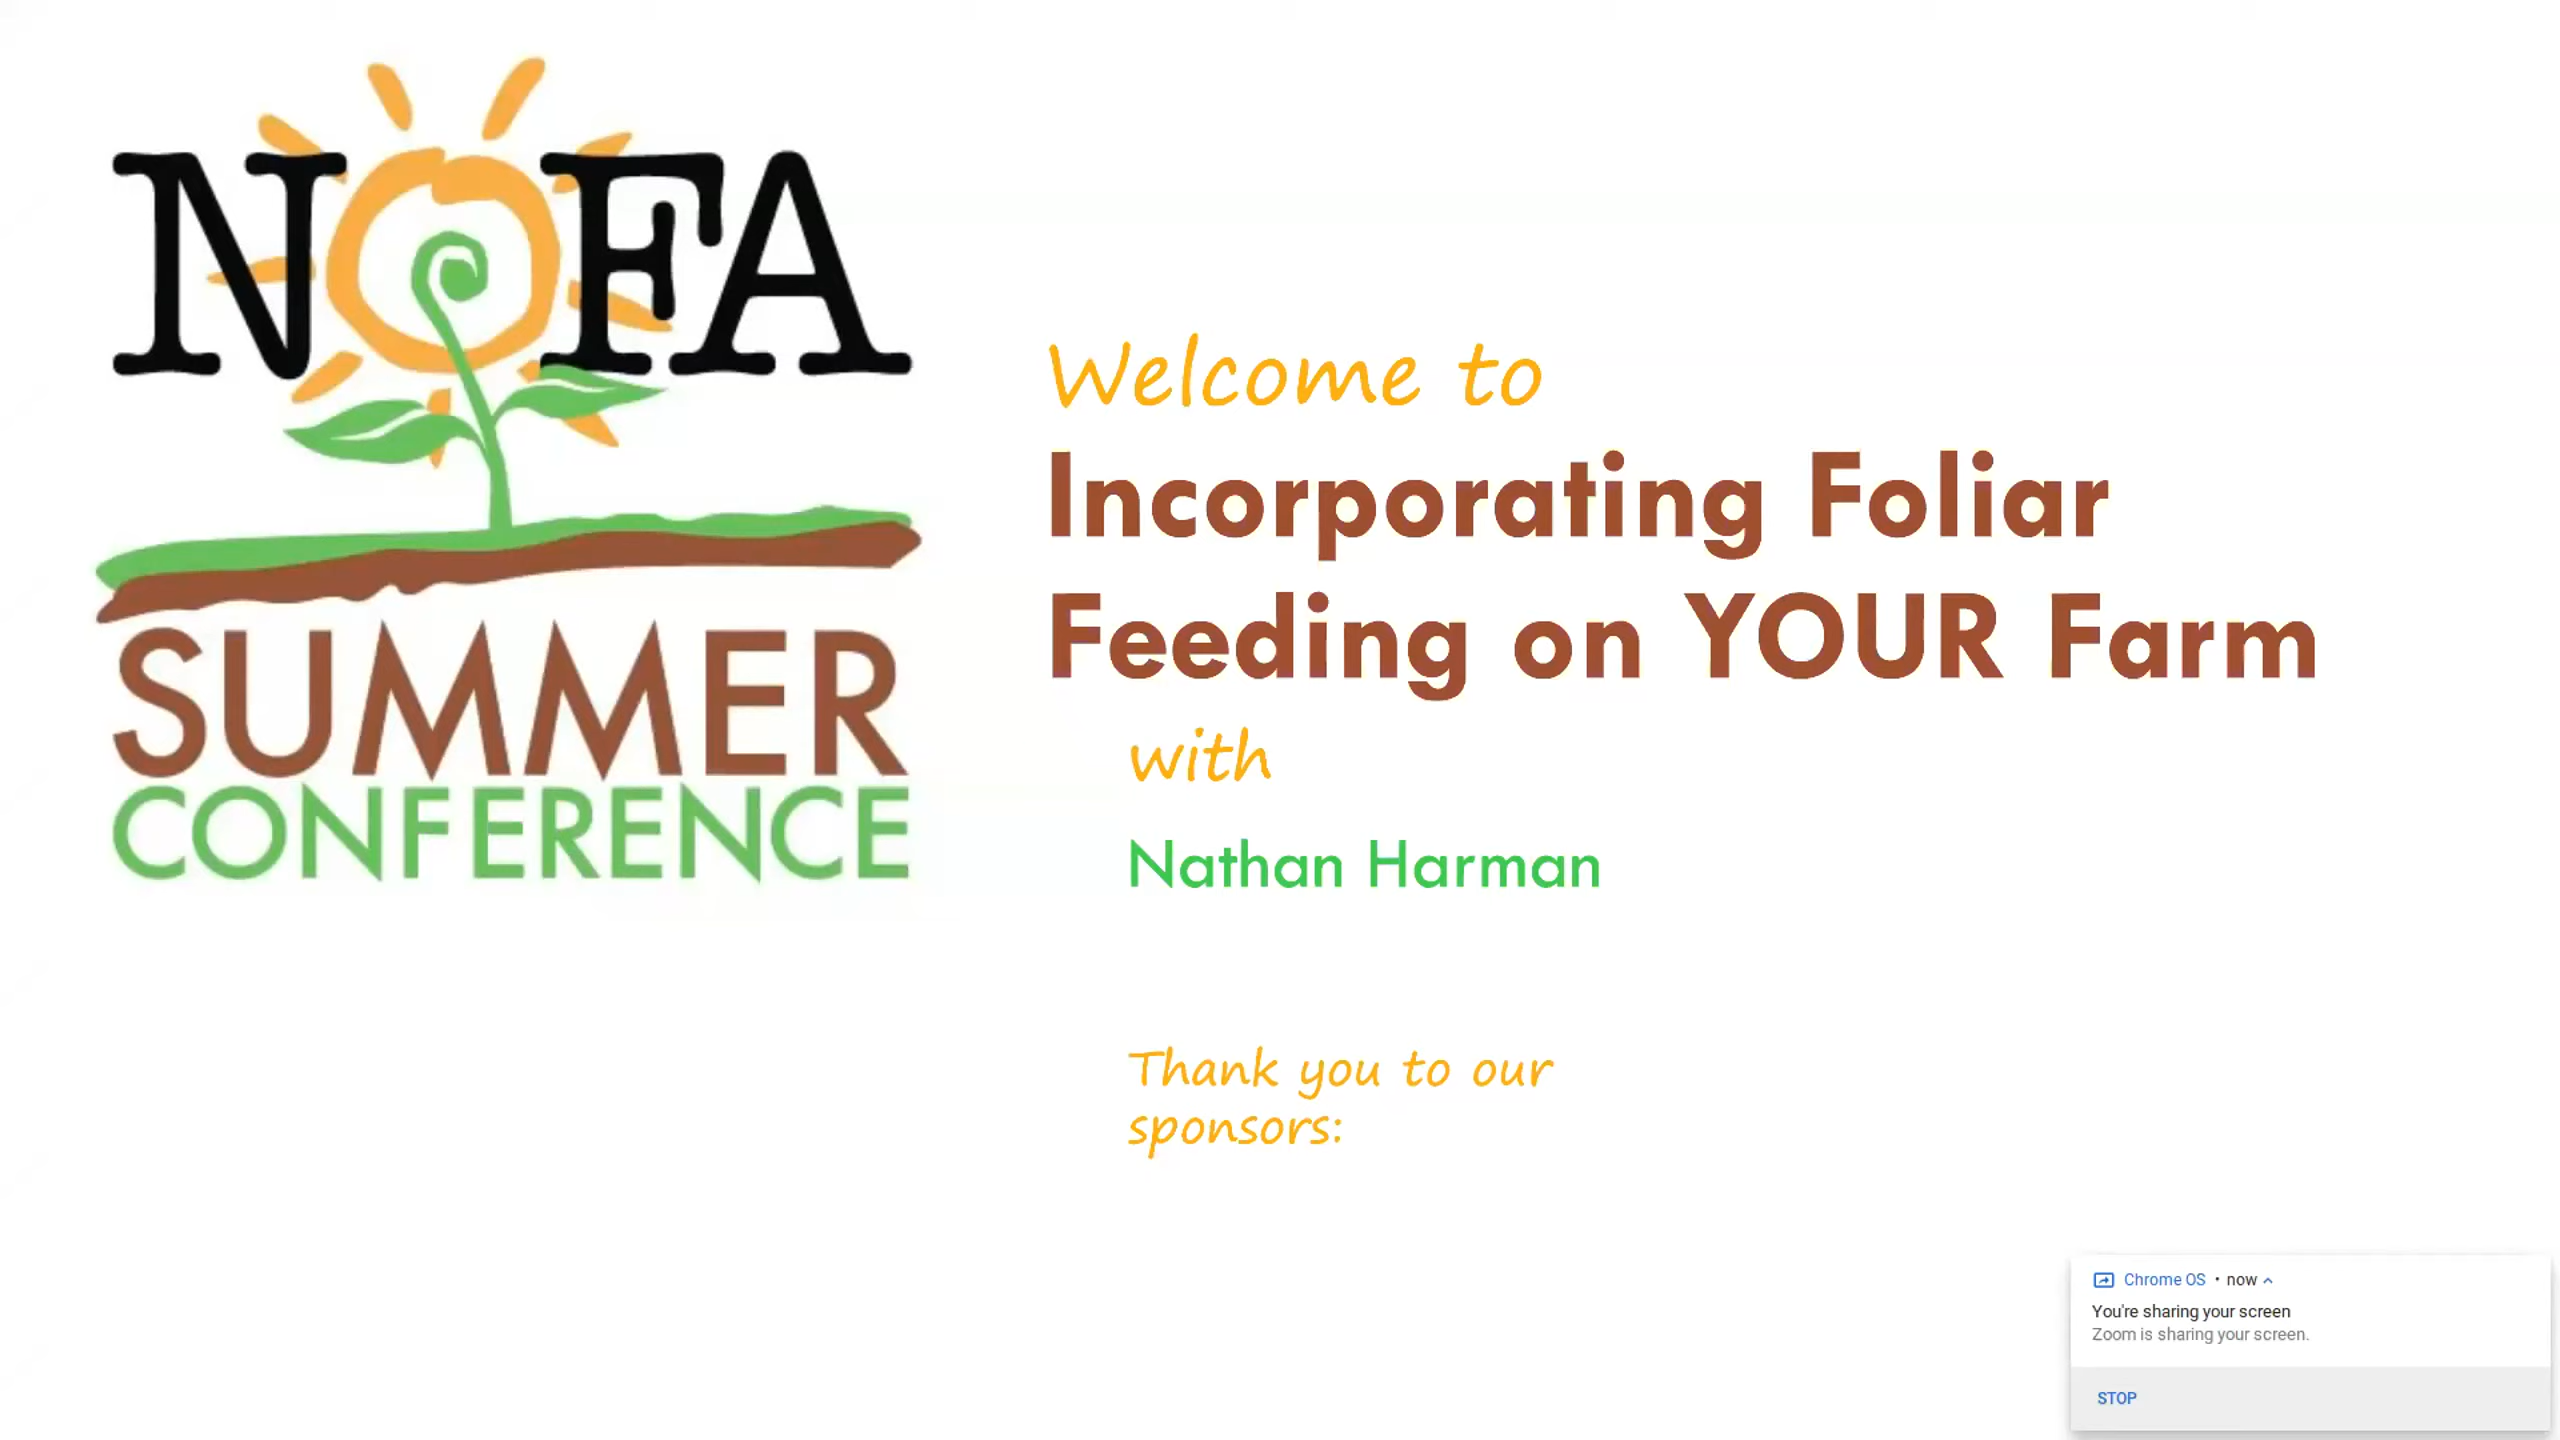 NOFA
SUMMER
CONFERENCE
Welcome to
Incorporating Foliar
Feeding on YOUR Farm
with
Nathan Harman
Thank you to our
sponsors:
Chrome OS • now
You're sharing your screen
Zoom is sharing your screen.
STOP